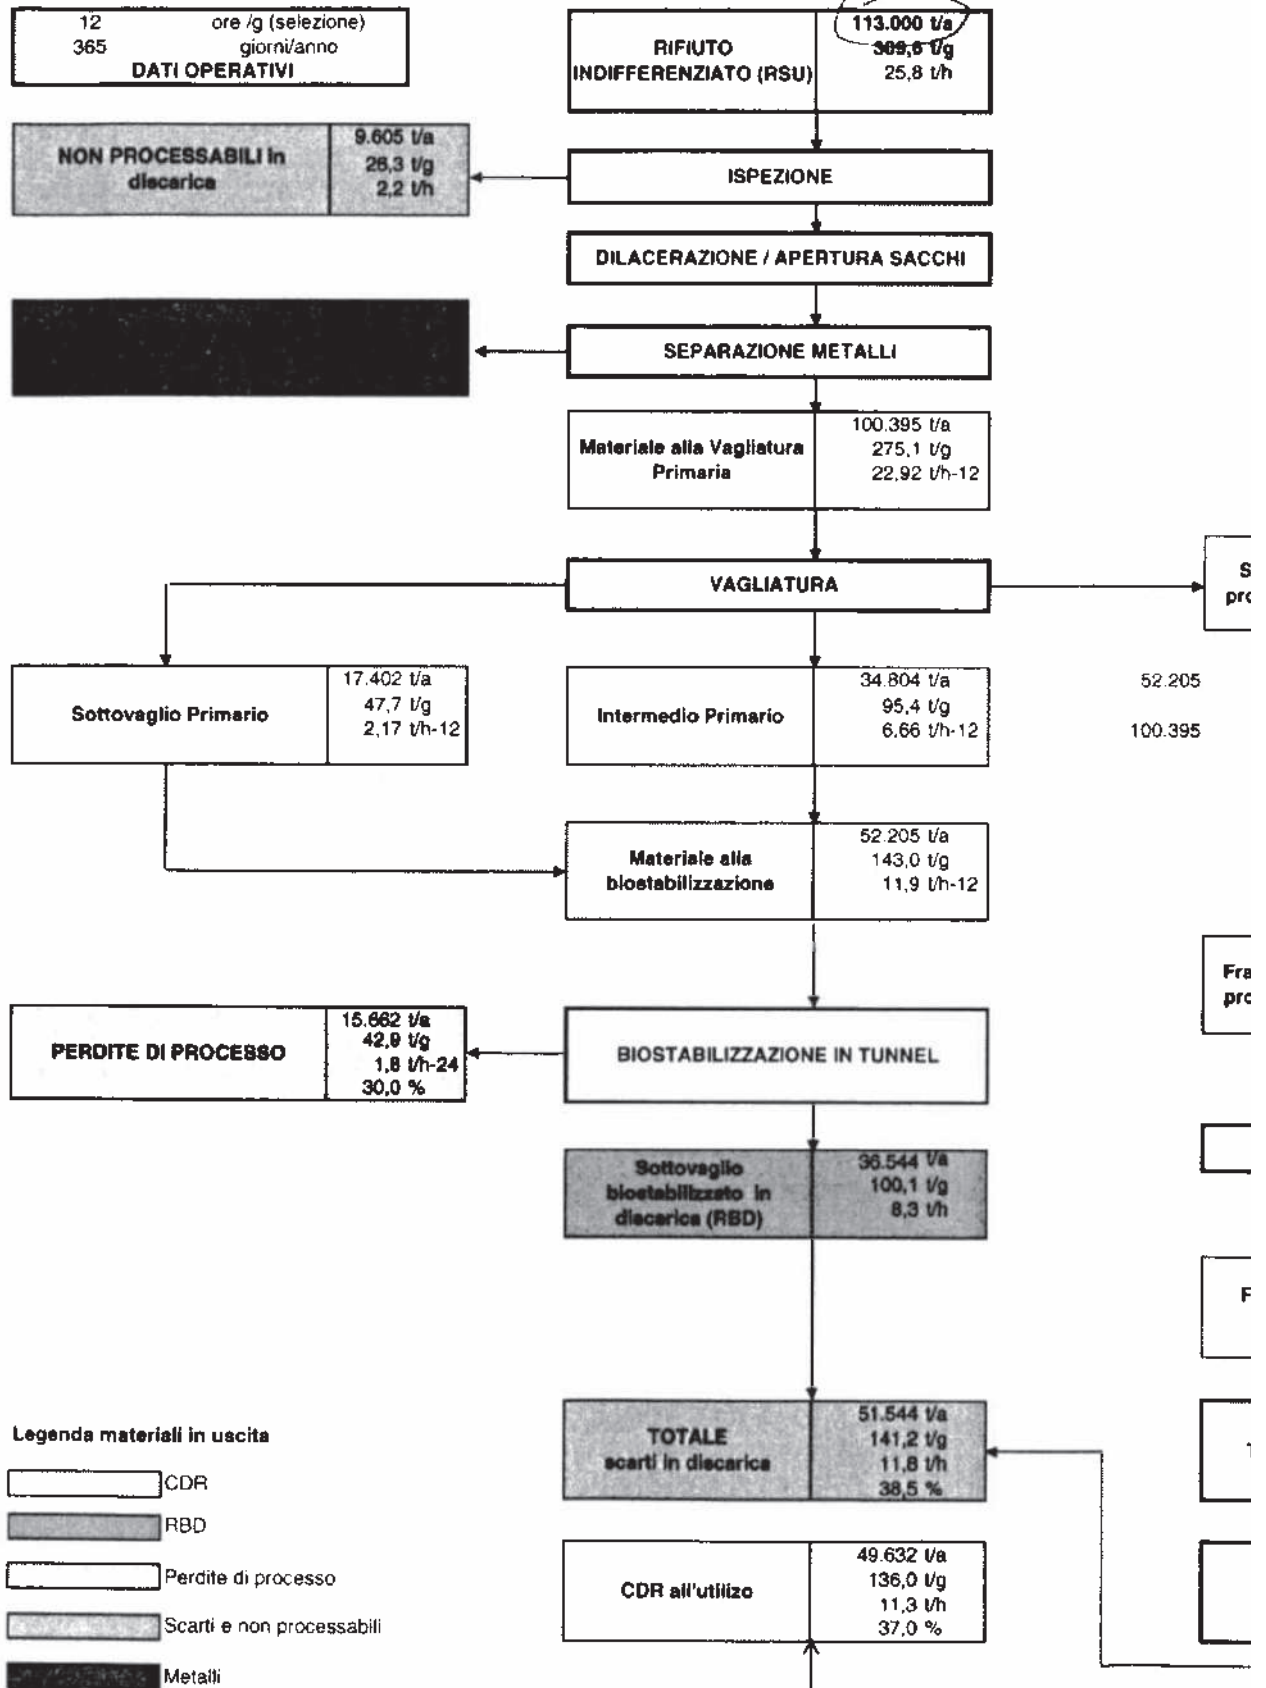 12 ore /g (selezione)
365 giorni/anno
DATI OPERATIVI
RIFIUTO
INDIFFERENZIATO (RSU)
113.000 t/a
309,6 t/g
25,8 t/h
NON PROCESSABILI in
discarica
9.605 t/a
26,3 t/g
2,2 t/h
ISPEZIONE
DILACERAZIONE / APERTURA SACCHI
SEPARAZIONE METALLI
Materiale alla Vagliatura
Primaria
100.395 t/a
275,1 t/g
22,92 t/h-12
VAGLIATURA
S
pro
Sottovaglio Primario
17.402 t/a
47,7 t/g
2,17 t/h-12
Intermedio Primario
34.804 t/a
95,4 t/g
6,66 t/h-12
52.205
100.395
Materiale alla
biostabilizzazione
52.205 t/a
143,0 t/g
11,9 t/h-12
Fra
pro
PERDITE DI PROCESSO
15.662 t/a
42,9 t/g
1,8 t/h-24
30,0 %
BIOSTABILIZZAZIONE IN TUNNEL
Sottovaglio
biostabilizzato in
discarica (RBD)
36.544 t/a
100,1 t/g
8,3 t/h
F
TOTALE
scarti in discarica
51.544 t/a
141,2 t/g
11,8 t/h
38,5 %
CDR all'utilizo
49.632 t/a
136,0 t/g
11,3 t/h
37,0 %
Legenda materiali in uscita
CDR
RBD
Perdite di processo
Scarti e non processabili
Metalli